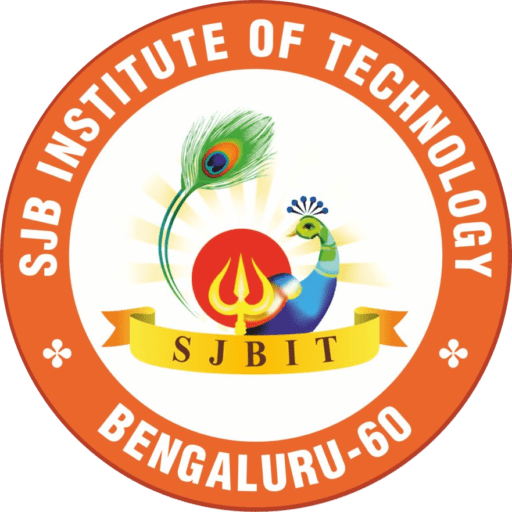 SJB INSTITUTE OF TECHNOLOGY
SJBIT
BENGALURU-60